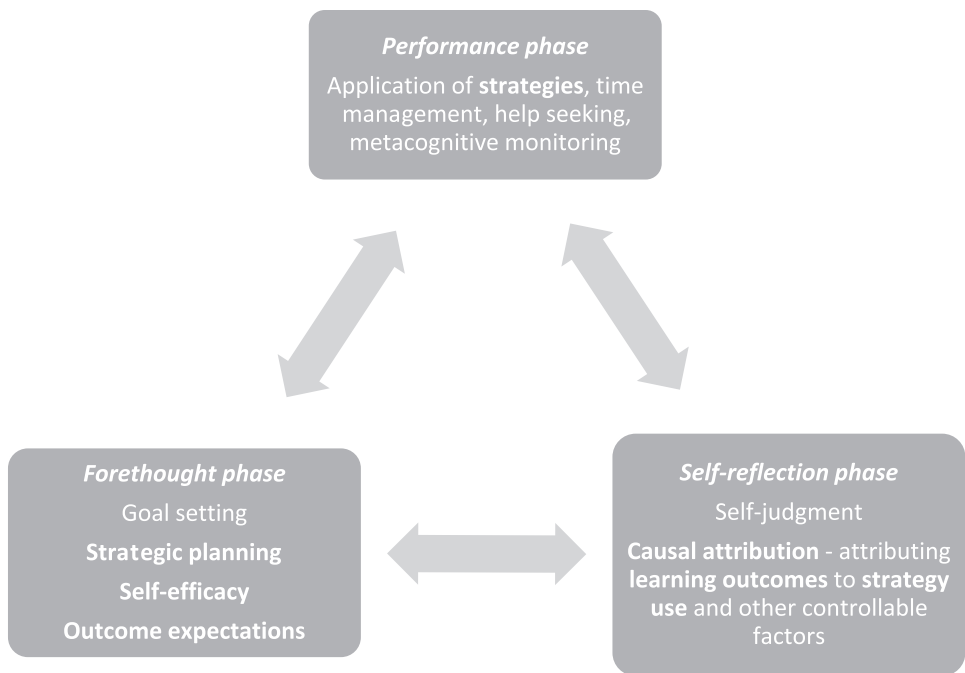 Performance phase
Application of strategies, time
management, help seeking,
metacognitive monitoring
Forethought phase
Goal setting
Strategic planning
Self-efficacy
Outcome expectations
Self-reflection phase
Self-judgment
Causal attribution - attributing
learning outcomes to strategy
use and other controllable
factors